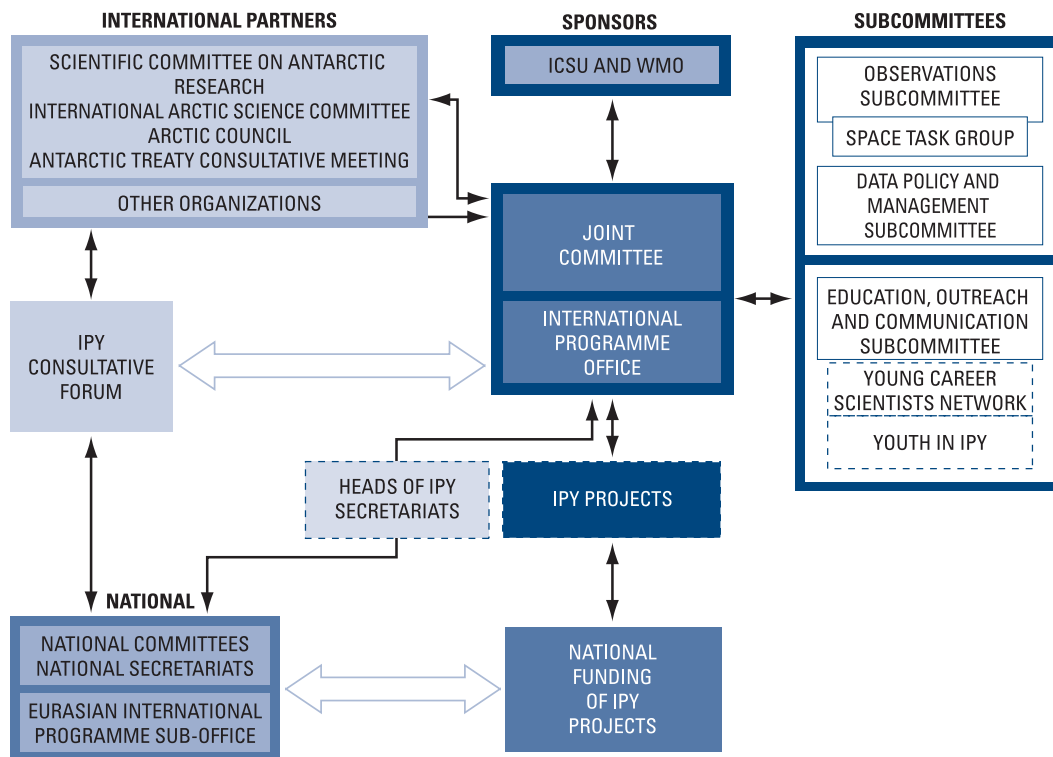 INTERNATIONAL PARTNERS
SCIENTIFIC COMMITTEE ON ANTARCTIC
RESEARCH
INTERNATIONAL ARCTIC SCIENCE COMMITTEE
ARCTIC COUNCIL
ANTARCTIC TREATY CONSULTATIVE MEETING
OTHER ORGANIZATIONS
SPONSORS
ICSU AND WMO
SUBCOMMITTEES
OBSERVATIONS
SUBCOMMITTEE
SPACE TASK GROUP
DATA POLICY AND
MANAGEMENT
SUBCOMMITTEE
JOINT
COMMITTEE
INTERNATIONAL
PROGRAMME
OFFICE
EDUCATION, OUTREACH
AND COMMUNICATION
SUBCOMMITTEE
YOUNG CAREER
SCIENTISTS NETWORK
YOUTH IN IPY
IPY
CONSULTATIVE
FORUM
HEADS OF IPY
SECRETARIATS
IPY PROJECTS
NATIONAL
NATIONAL COMMITTEES
NATIONAL SECRETARIATS
EURASIAN INTERNATIONAL
PROGRAMME SUB-OFFICE
NATIONAL
FUNDING
OF IPY
PROJECTS